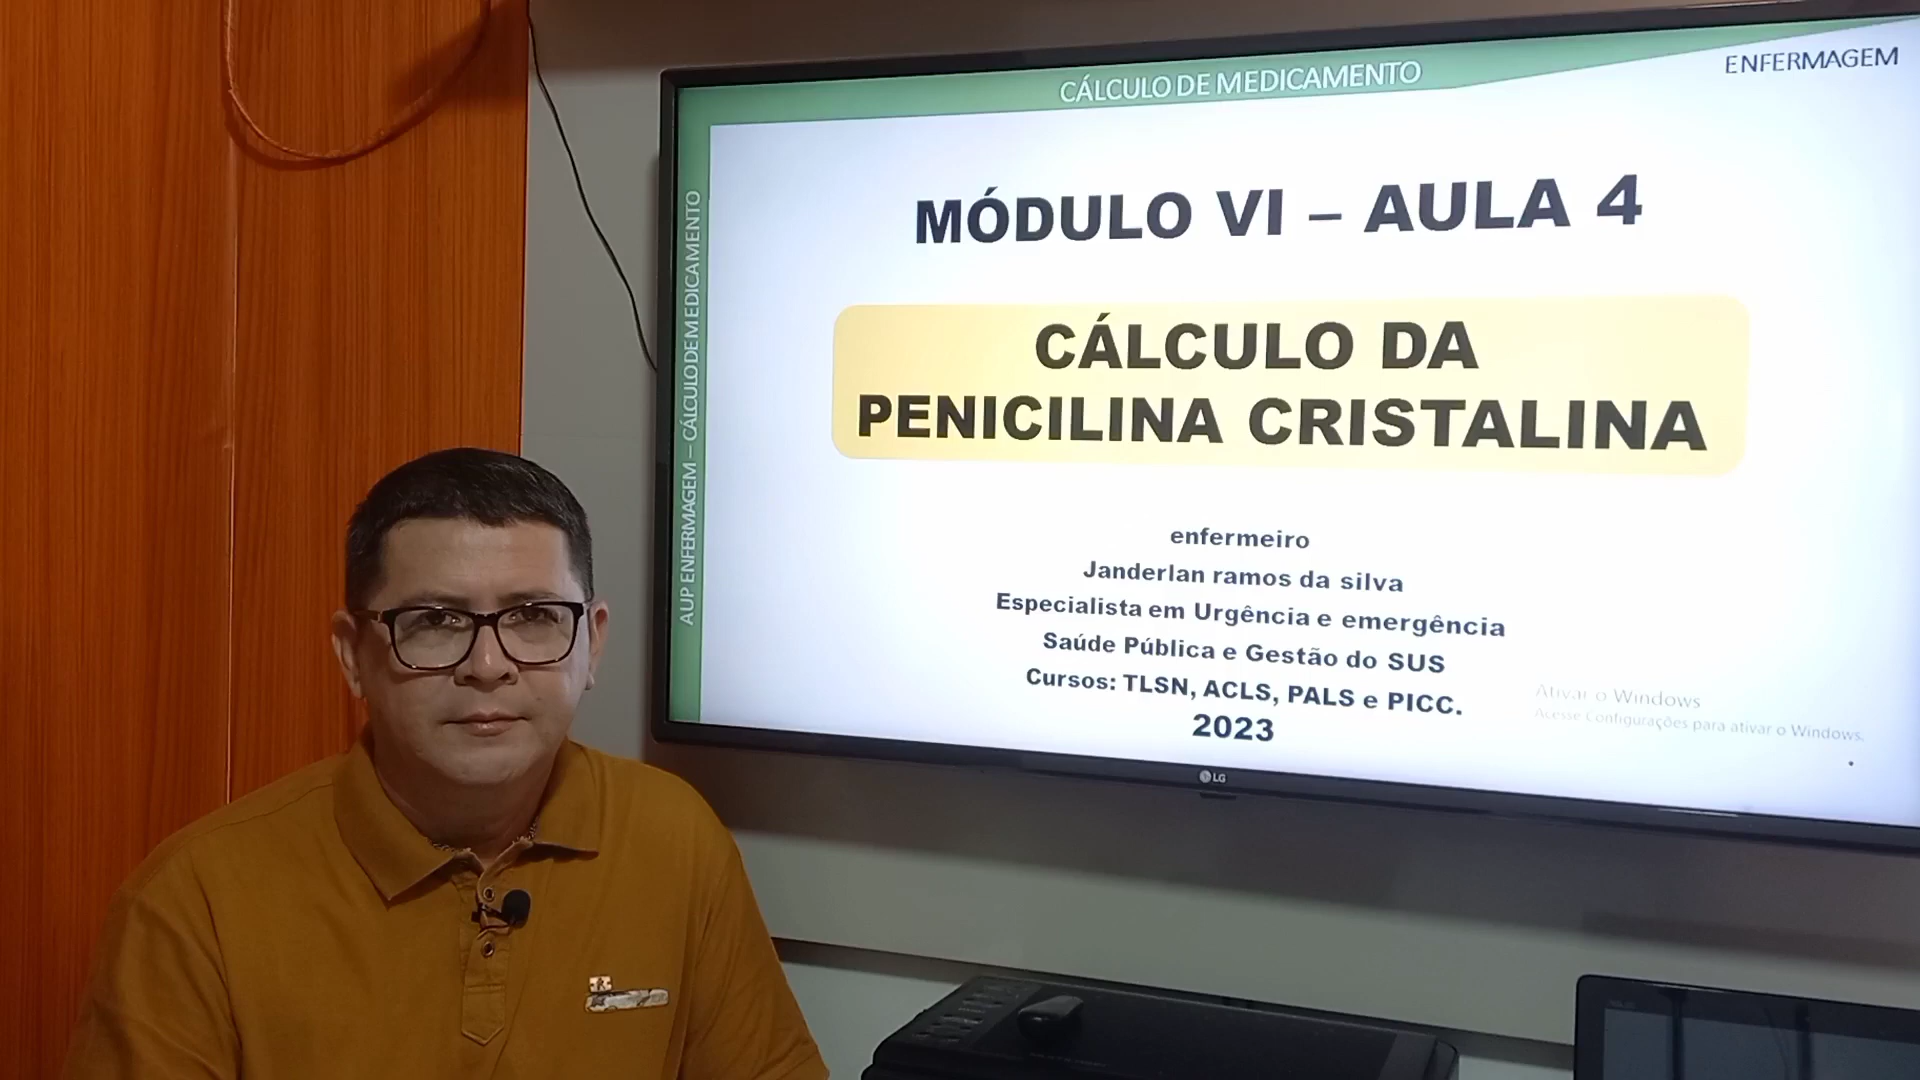 CÁLCULO DE MEDICAMENTO
ENFERMAGEM
AUP ENFERMAGEM – CÁLCULO DE MEDICAMENTO
MÓDULO VI – AULA 4
CÁLCULO DA
PENICILINA CRISTALINA
enfermeiro
Janderlan ramos da silva
Especialista em Urgência e emergência
Saúde Pública e Gestão do SUS
Cursos: TLSN, ACLS, PALS e PICC.
2023
Ativar o Windows
Acesse Configurações para ativar o Windows.
LG